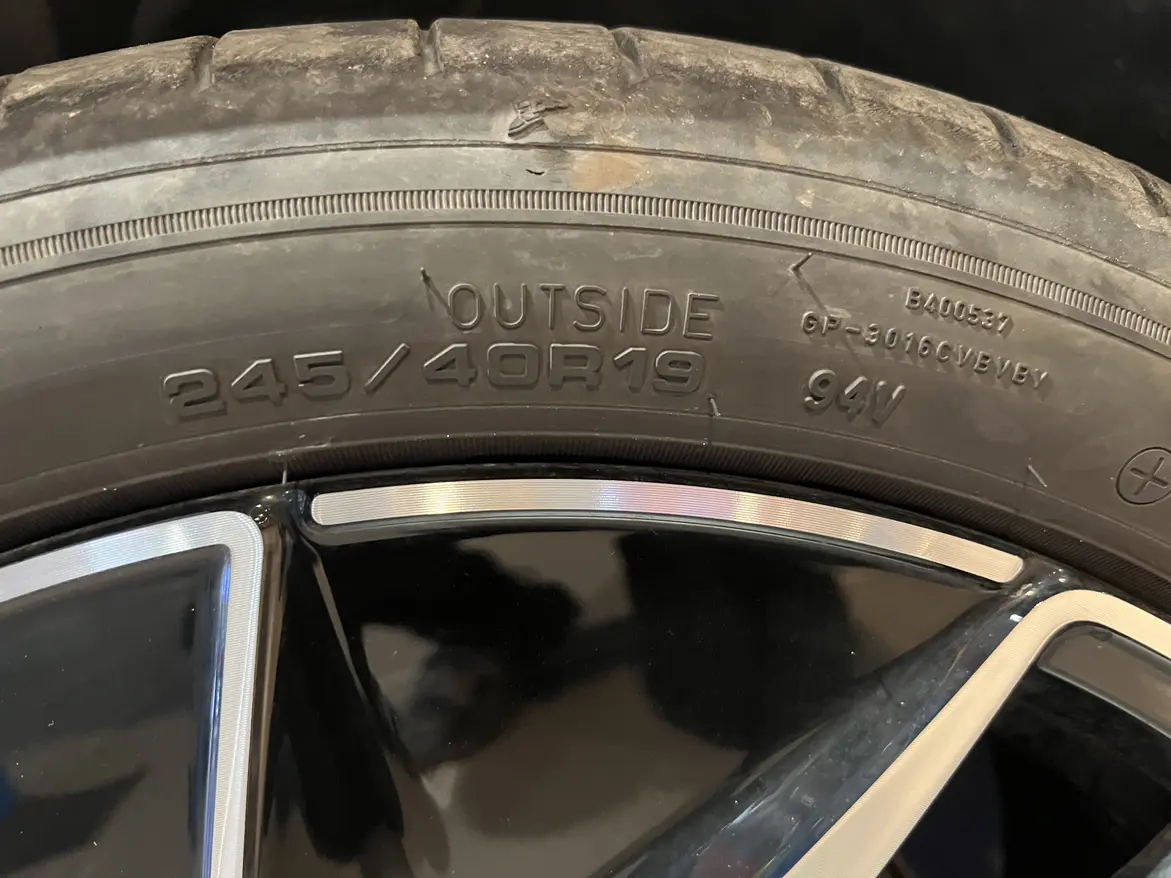 OUTSIDE
245/40R19
94V
B400537
GP-3016CVBVBY